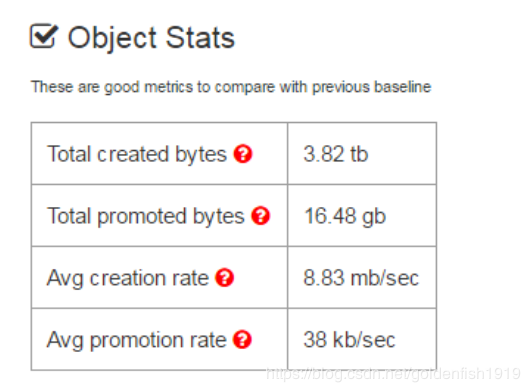 Object Stats
These are good metrics to compare with previous baseline
Total created bytes ?
3.82 tb
Total promoted bytes ?
16.48 gb
Avg creation rate ?
8.83 mb/sec
Avg promotion rate ?
38 kb/sec
https://blog.csdn.net/goldenfish1919